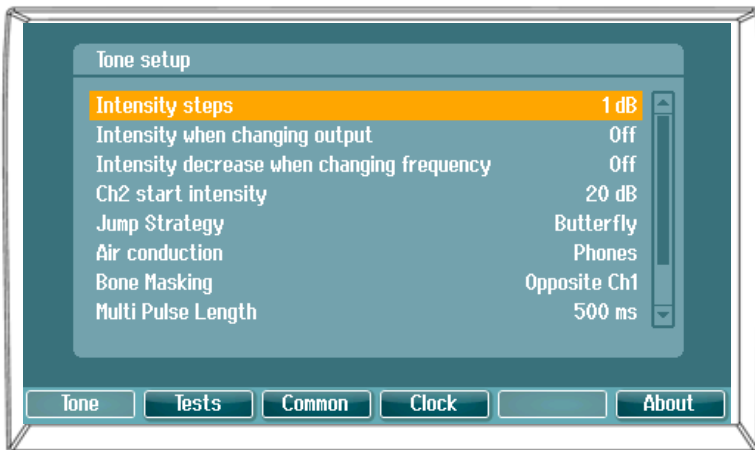 Tone setup
Intensity steps 1 dB
Intensity when changing output Off
Intensity decrease when changing frequency Off
Ch2 start intensity 20 dB
Jump Strategy Butterfly
Air conduction Phones
Bone Masking Opposite Ch1
Multi Pulse Length 500 ms
Tone Tests Common Clock About